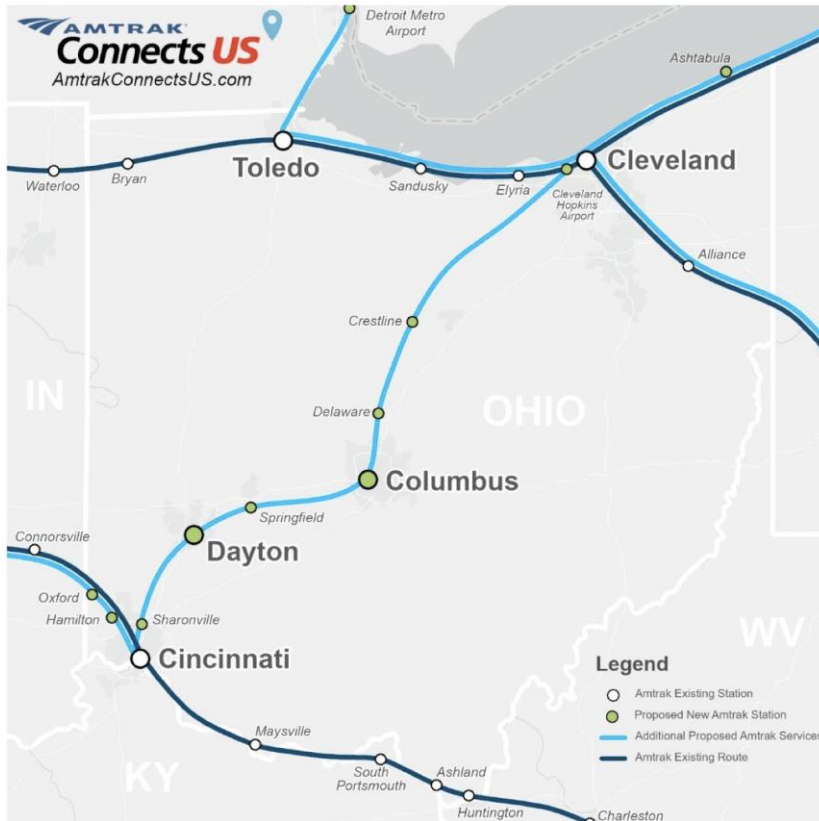 AMTRAK
Connects US
AmtrakConnectsUS.com
Detroit Metro
Airport
Ashtabula
Toledo
Cleveland
Waterloo
Bryan
Sandusky
Elyria
Cleveland
Hopkins
Airport
Alliance
Crestline
IN
Delaware
OHIO
Columbus
Springfield
Connorsville
Dayton
Oxford
Hamilton
Sharonville
WV
Cincinnati
Legend
Amtrak Existing Station
Proposed New Amtrak Station
Additional Proposed Amtrak Services
Amtrak Existing Route
Maysville
KY
South
Portsmouth
Ashland
Huntington
Charleston